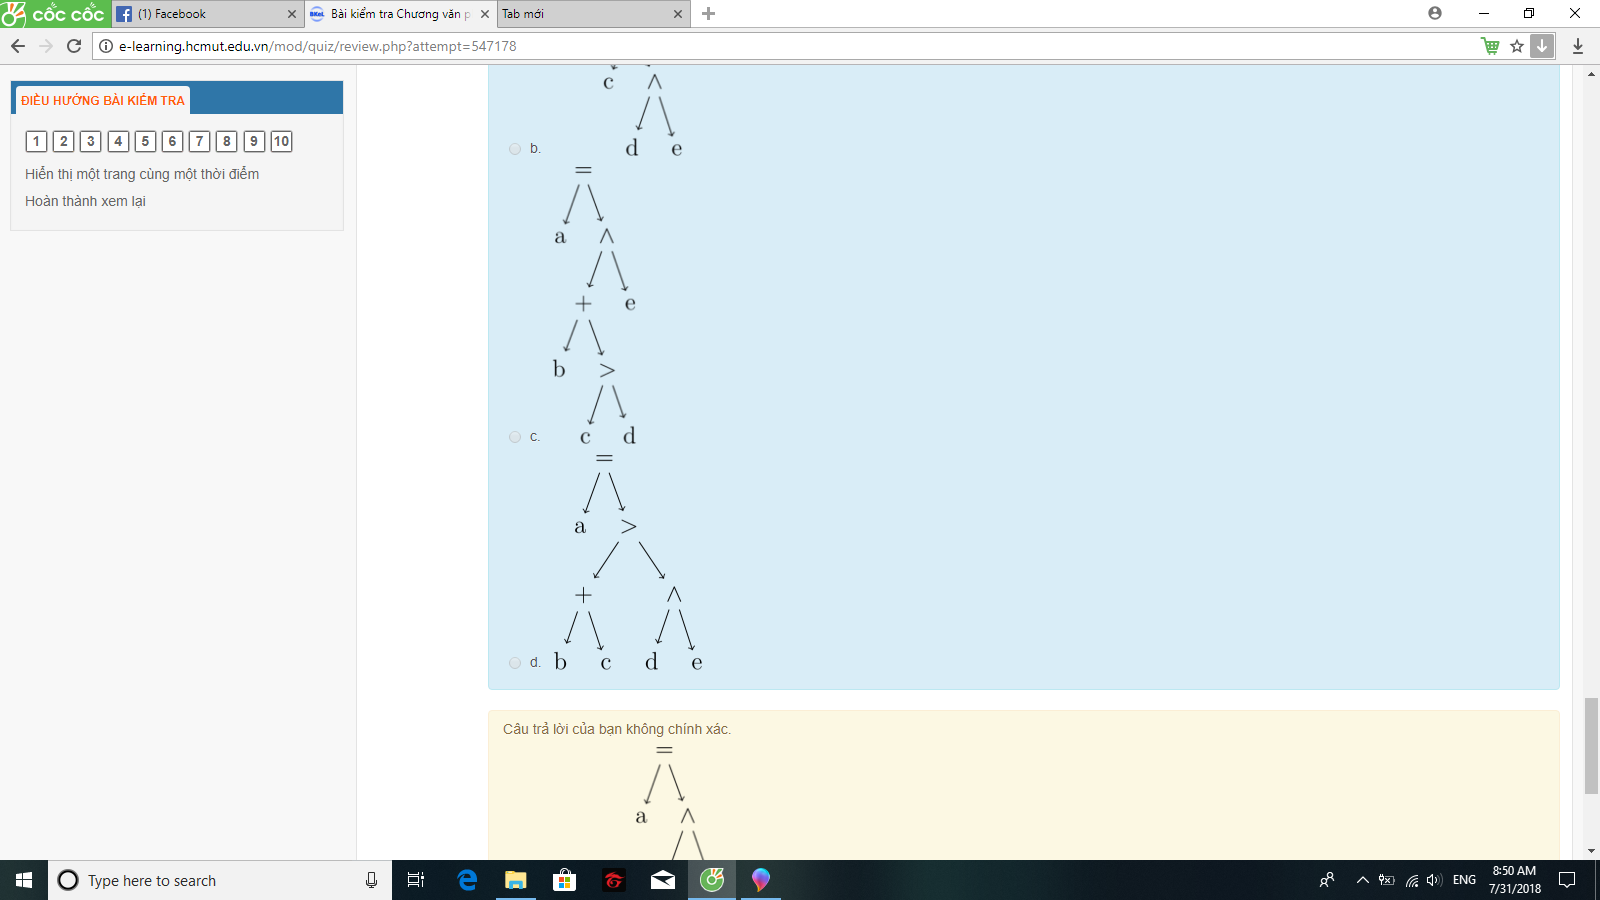 cốc cốc
(1) Facebook
Bài kiểm tra Chương văn p
Tab mới
e-learning.hcmut.edu.vn/mod/quiz/review.php?attempt=547178
ĐIỀU HƯỚNG BÀI KIỂM TRA
1 2 3 4 5 6 7 8 9 10
Hiển thị một trang cùng một thời điểm
Hoàn thành xem lại
c ∧
b. d e
=
a ∧
+ e
b >
c. c d
=
a >
+ ∧
d. b c d e
Câu trả lời của bạn không chính xác.
=
a ∧
Type here to search
ENG
8:50 AM
7/31/2018